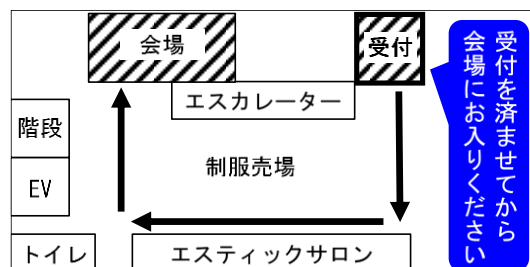 会場
受付
受付を済ませてから
会場にお入りください
エスカレーター
階段
制服売場
EV
トイレ
エスティックサロン